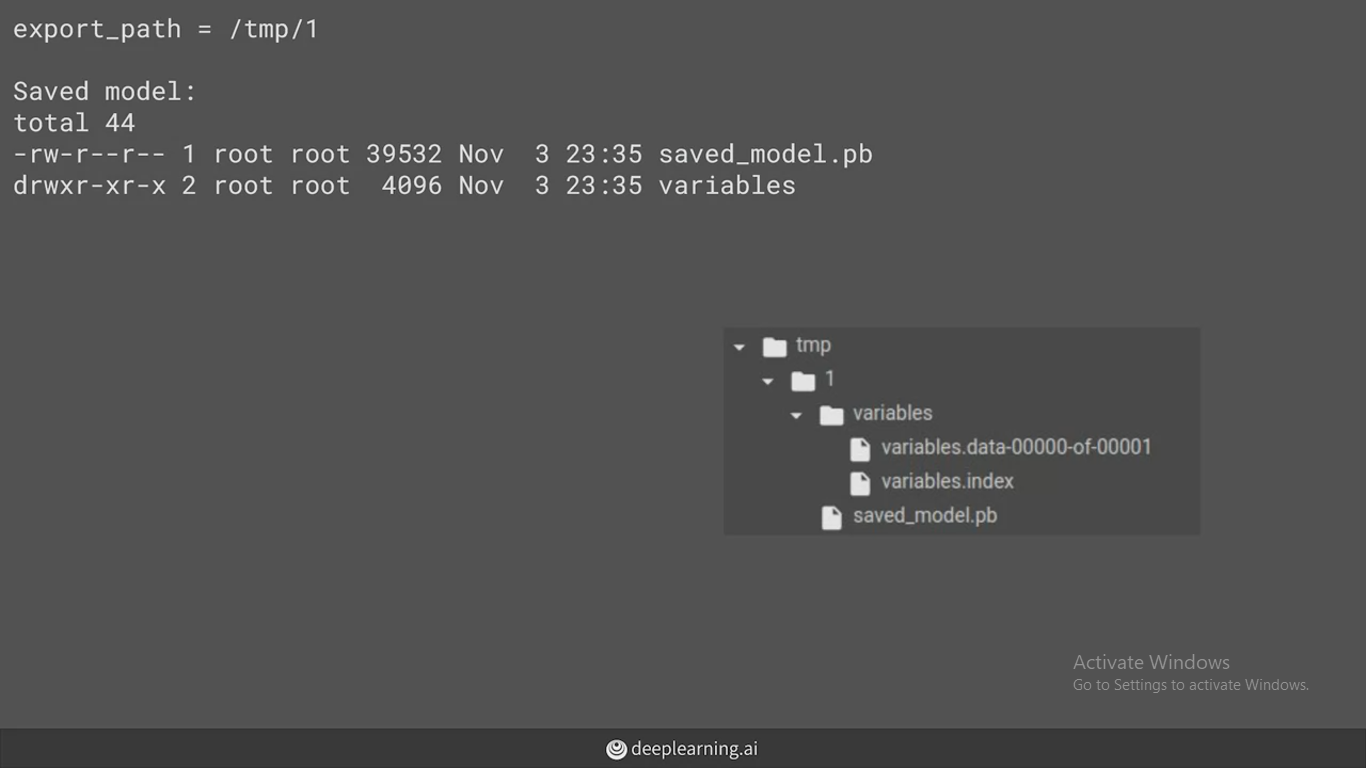 export_path = /tmp/1
Saved model:
total 44
-rw-r--r-- 1 root root 39532 Nov  3 23:35 saved_model.pb
drwxr-xr-x 2 root root  4096 Nov  3 23:35 variables
tmp
1
variables
variables.data-00000-of-00001
variables.index
saved_model.pb
Activate Windows
Go to Settings to activate Windows.
deeplearning.ai